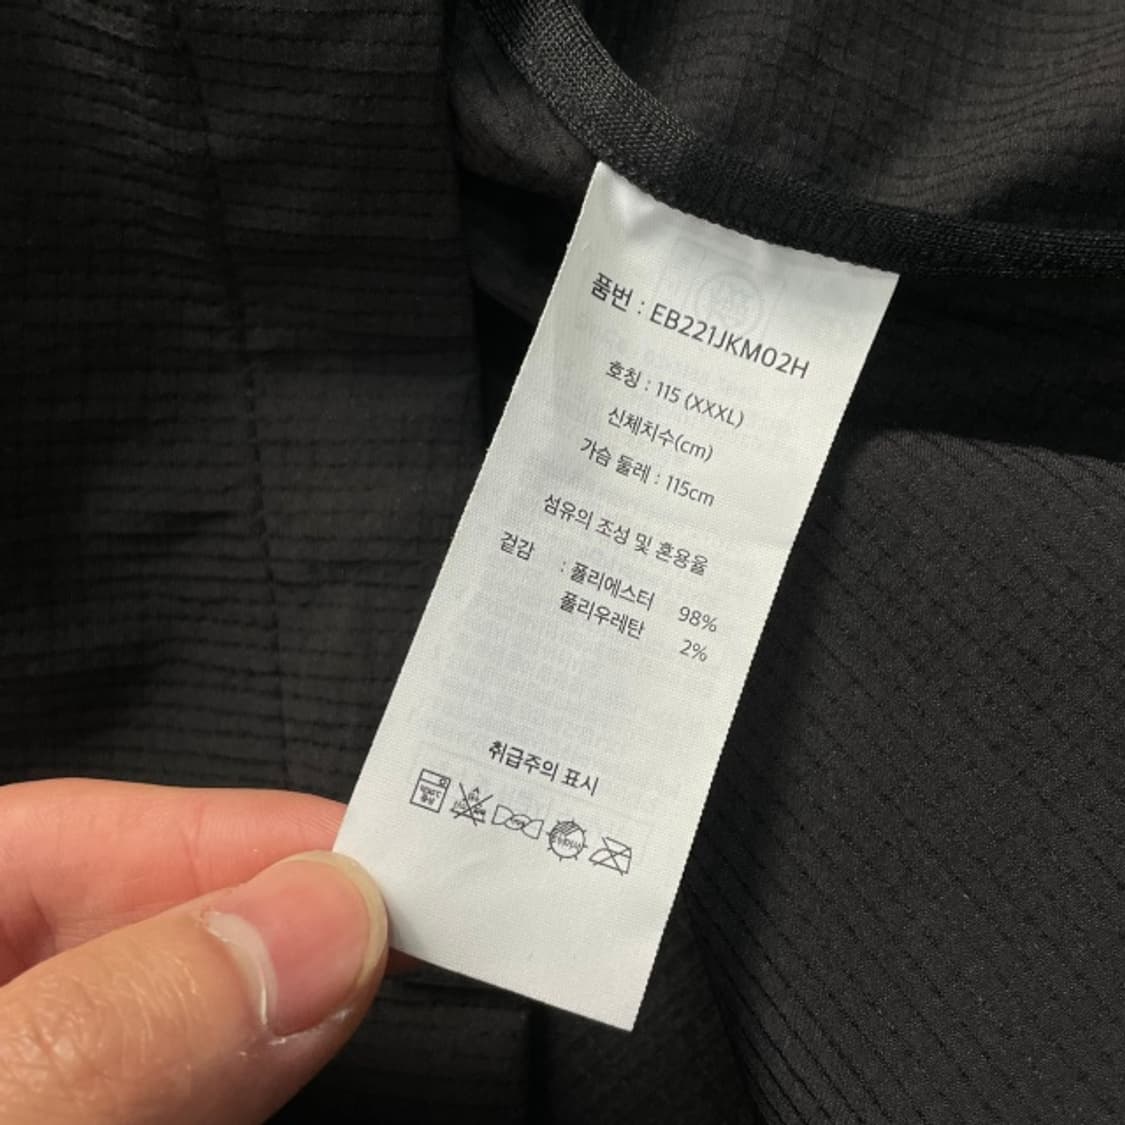 품번 : EB221JKM02H
호칭 : 115 (XXXL)
신체치수(cm)
가슴 둘레 : 115cm
섬유의 조성 및 혼용율
겉감 : 폴리에스터 98%
폴리우레탄 2%
취급주의 표시